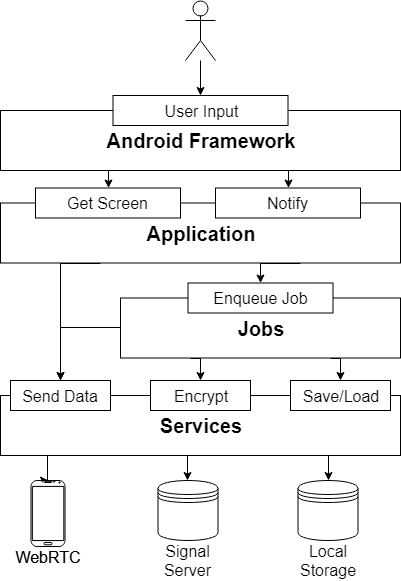 User Input
Android Framework
Get Screen
Notify
Application
Enqueue Job
Jobs
Send Data
Encrypt
Save/Load
Services
WebRTC
Signal
Server
Local
Storage